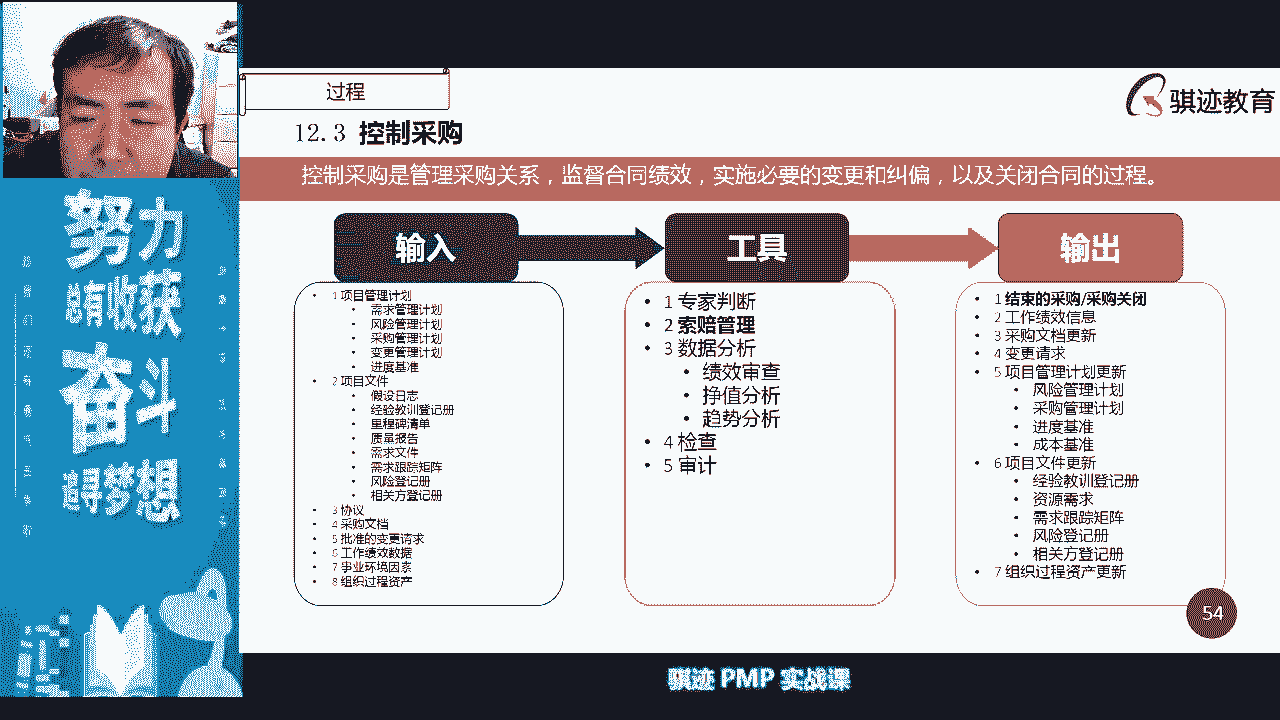 过程
骐迹教育
12.3 控制采购
控制采购是管理采购关系，监督合同绩效，实施必要的变更和纠偏，以及关闭合同的过程。
努力
总有收获
奋斗
追寻梦想
输入
• 1 项目管理计划
• 需求管理计划
• 风险管理计划
• 采购管理计划
• 变更管理计划
• 进度基准
• 2 项目文件
• 假设日志
• 经验教训登记册
• 里程碑清单
• 质量报告
• 需求文件
• 需求跟踪矩阵
• 风险登记册
• 相关方登记册
• 3 协议
• 4 采购文档
• 5 批准的变更请求
• 6 工作绩效数据
• 7 事业环境因素
• 8 组织过程资产
工具
• 1 专家判断
• 2 索赔管理
• 3 数据分析
• 绩效审查
• 挣值分析
• 趋势分析
• 4 检查
• 5 审计
输出
• 1 结束的采购/采购关闭
• 2 工作绩效信息
• 3 采购文档更新
• 4 变更请求
• 5 项目管理计划更新
• 风险管理计划
• 采购管理计划
• 进度基准
• 成本基准
• 6 项目文件更新
• 经验教训登记册
• 资源需求
• 需求跟踪矩阵
• 风险登记册
• 相关方登记册
• 7 组织过程资产更新
54
骐迹 PMP 实战课